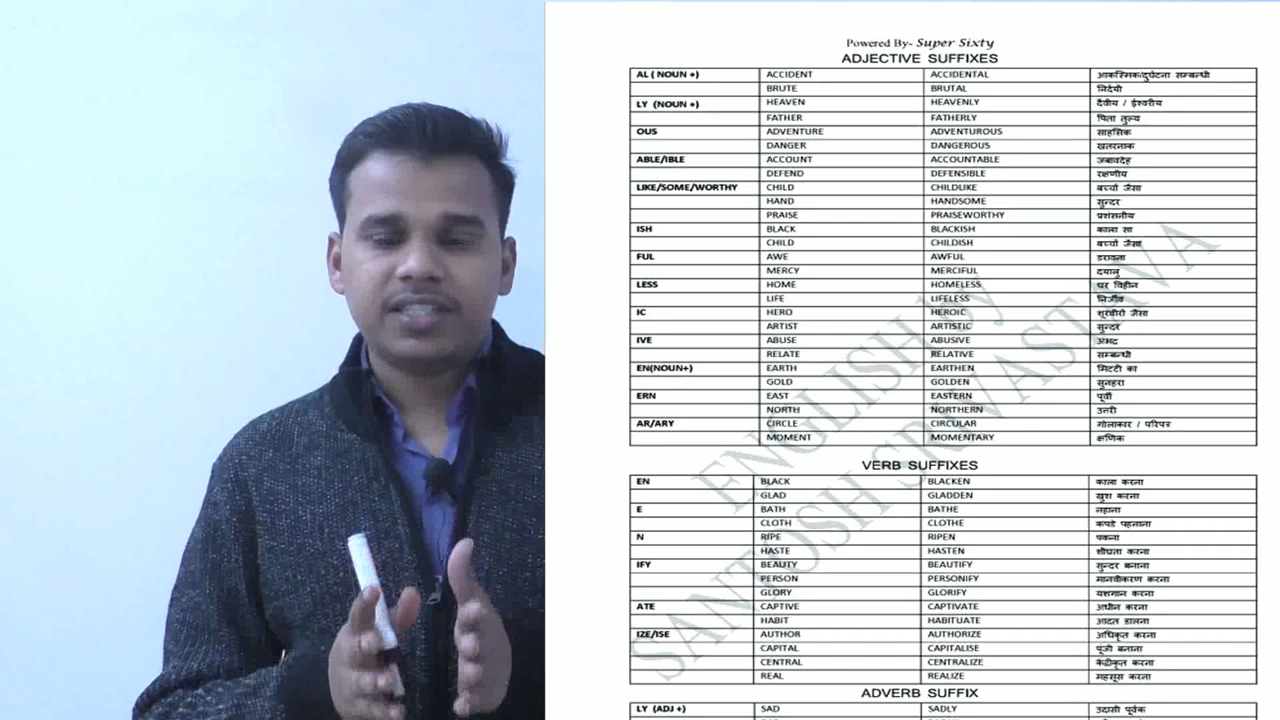 Powered By- Super Sixty
ADJECTIVE SUFFIXES
AL ( NOUN +) ACCIDENT ACCIDENTAL आकस्मिक/दुर्घटना सम्बन्धी
BRUTE BRUTAL निर्दयी
LY (NOUN +) HEAVEN HEAVENLY दैवीय / ईश्वरीय
FATHER FATHERLY पिता तुल्य
OUS ADVENTURE ADVENTUROUS साहसिक
DANGER DANGEROUS खतरनाक
ABLE/IBLE ACCOUNT ACCOUNTABLE जबावदेह
DEFEND DEFENSIBLE रक्षणीय
LIKE/SOME/WORTHY CHILD CHILDLIKE बच्चों जैसा
HAND HANDSOME सुन्दर
PRAISE PRAISEWORTHY प्रशंसनीय
ISH BLACK BLACKISH काला सा
CHILD CHILDISH बच्चों जैसा
FUL AWE AWFUL डरावना
MERCY MERCIFUL दयालु
LESS HOME HOMELESS घर विहीन
LIFE LIFELESS निर्जीव
IC HERO HEROIC शूरवीरों जैसा
ARTIST ARTISTIC सुन्दर
IVE ABUSE ABUSIVE अभद्र
RELATE RELATIVE सम्बन्धी
EN(NOUN+) EARTH EARTHEN मिटटी का
GOLD GOLDEN सुनहरा
ERN EAST EASTERN पूर्वी
NORTH NORTHERN उत्तरी
AR/ARY CIRCLE CIRCULAR गोलाकार / परिपत्र
MOMENT MOMENTARY क्षणिक
VERB SUFFIXES
EN BLACK BLACKEN काला करना
GLAD GLADDEN खुश करना
E BATH BATHE नहाना
CLOTH CLOTHE कपडे पहनाना
N RIPE RIPEN पकना
HASTE HASTEN शीघ्रता करना
IFY BEAUTY BEAUTIFY सुन्दर बनाना
PERSON PERSONIFY मानवीकरण करना
GLORY GLORIFY यशगान करना
ATE CAPTIVE CAPTIVATE अधीन करना
HABIT HABITUATE आदत डालना
IZE/ISE AUTHOR AUTHORIZE अधिकृत करना
CAPITAL CAPITALISE पूंजी बनाना
CENTRAL CENTRALIZE केंद्रीकृत करना
REAL REALIZE महसूस करना
ADVERB SUFFIX
LY (ADJ +) SAD SADLY उदासी पूर्वक
ENGLISH by
SANTOSH SRIVASTAVA